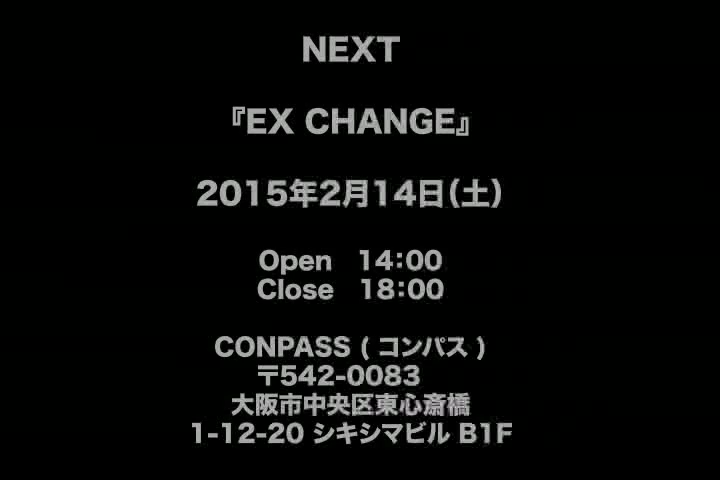 NEXT
『EX CHANGE』
2015年2月14日(土)
Open 14:00
Close 18:00
CONPASS ( コンパス )
〒542-0083
大阪市中央区東心斎橋
1-12-20 シキシマビル B1F